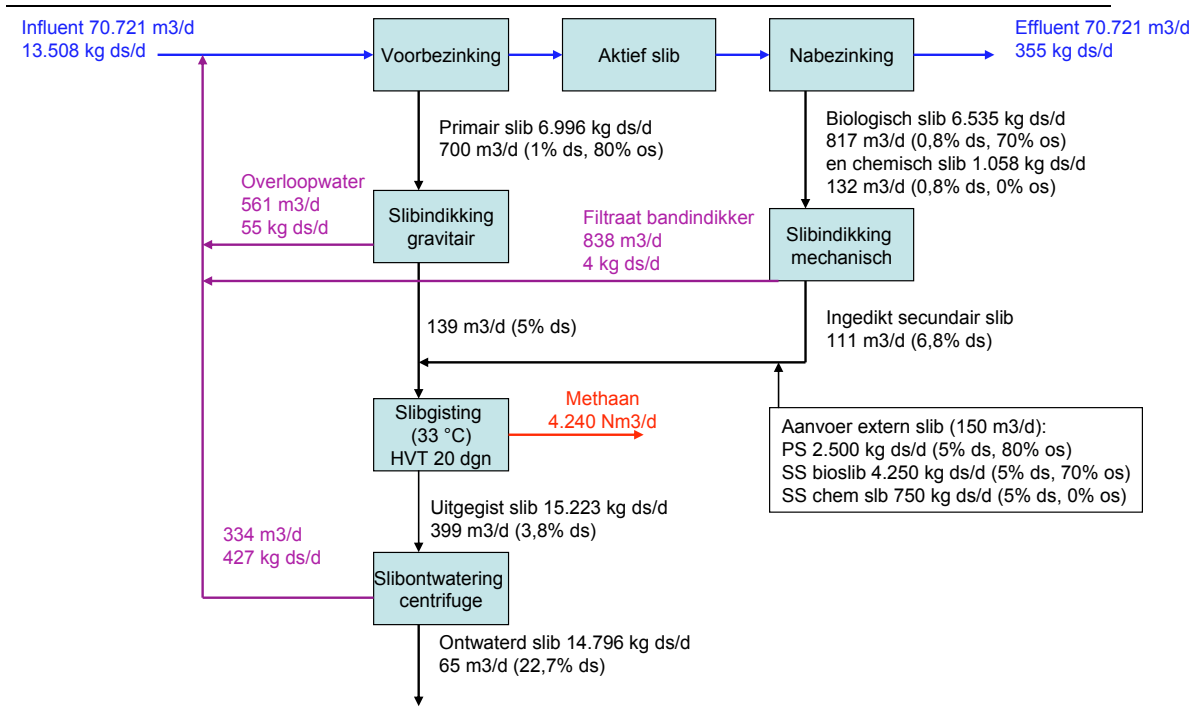 Influent 70.721 m3/d
13.508 kg ds/d
Voorbezinking
Aktief slib
Nabezinking
Effluent 70.721 m3/d
355 kg ds/d
Primair slib 6.996 kg ds/d
700 m3/d (1% ds, 80% os)
Biologisch slib 6.535 kg ds/d
817 m3/d (0,8% ds, 70% os)
en chemisch slib 1.058 kg ds/d
132 m3/d (0,8% ds, 0% os)
Overloopwater
561 m3/d
55 kg ds/d
Slibindikking
gravitair
Filtraat bandindikker
838 m3/d
4 kg ds/d
Slibindikking
mechanisch
139 m3/d (5% ds)
Ingedikt secundair slib
111 m3/d (6,8% ds)
Slibgisting
(33 °C)
HVT 20 dgn
Methaan
4.240 Nm3/d
Aanvoer extern slib (150 m3/d):
PS 2.500 kg ds/d (5% ds, 80% os)
SS bioslib 4.250 kg ds/d (5% ds, 70% os)
SS chem slb 750 kg ds/d (5% ds, 0% os)
Uitgegist slib 15.223 kg ds/d
399 m3/d (3,8% ds)
334 m3/d
427 kg ds/d
Slibontwatering
centrifuge
Ontwaterd slib 14.796 kg ds/d
65 m3/d (22,7% ds)